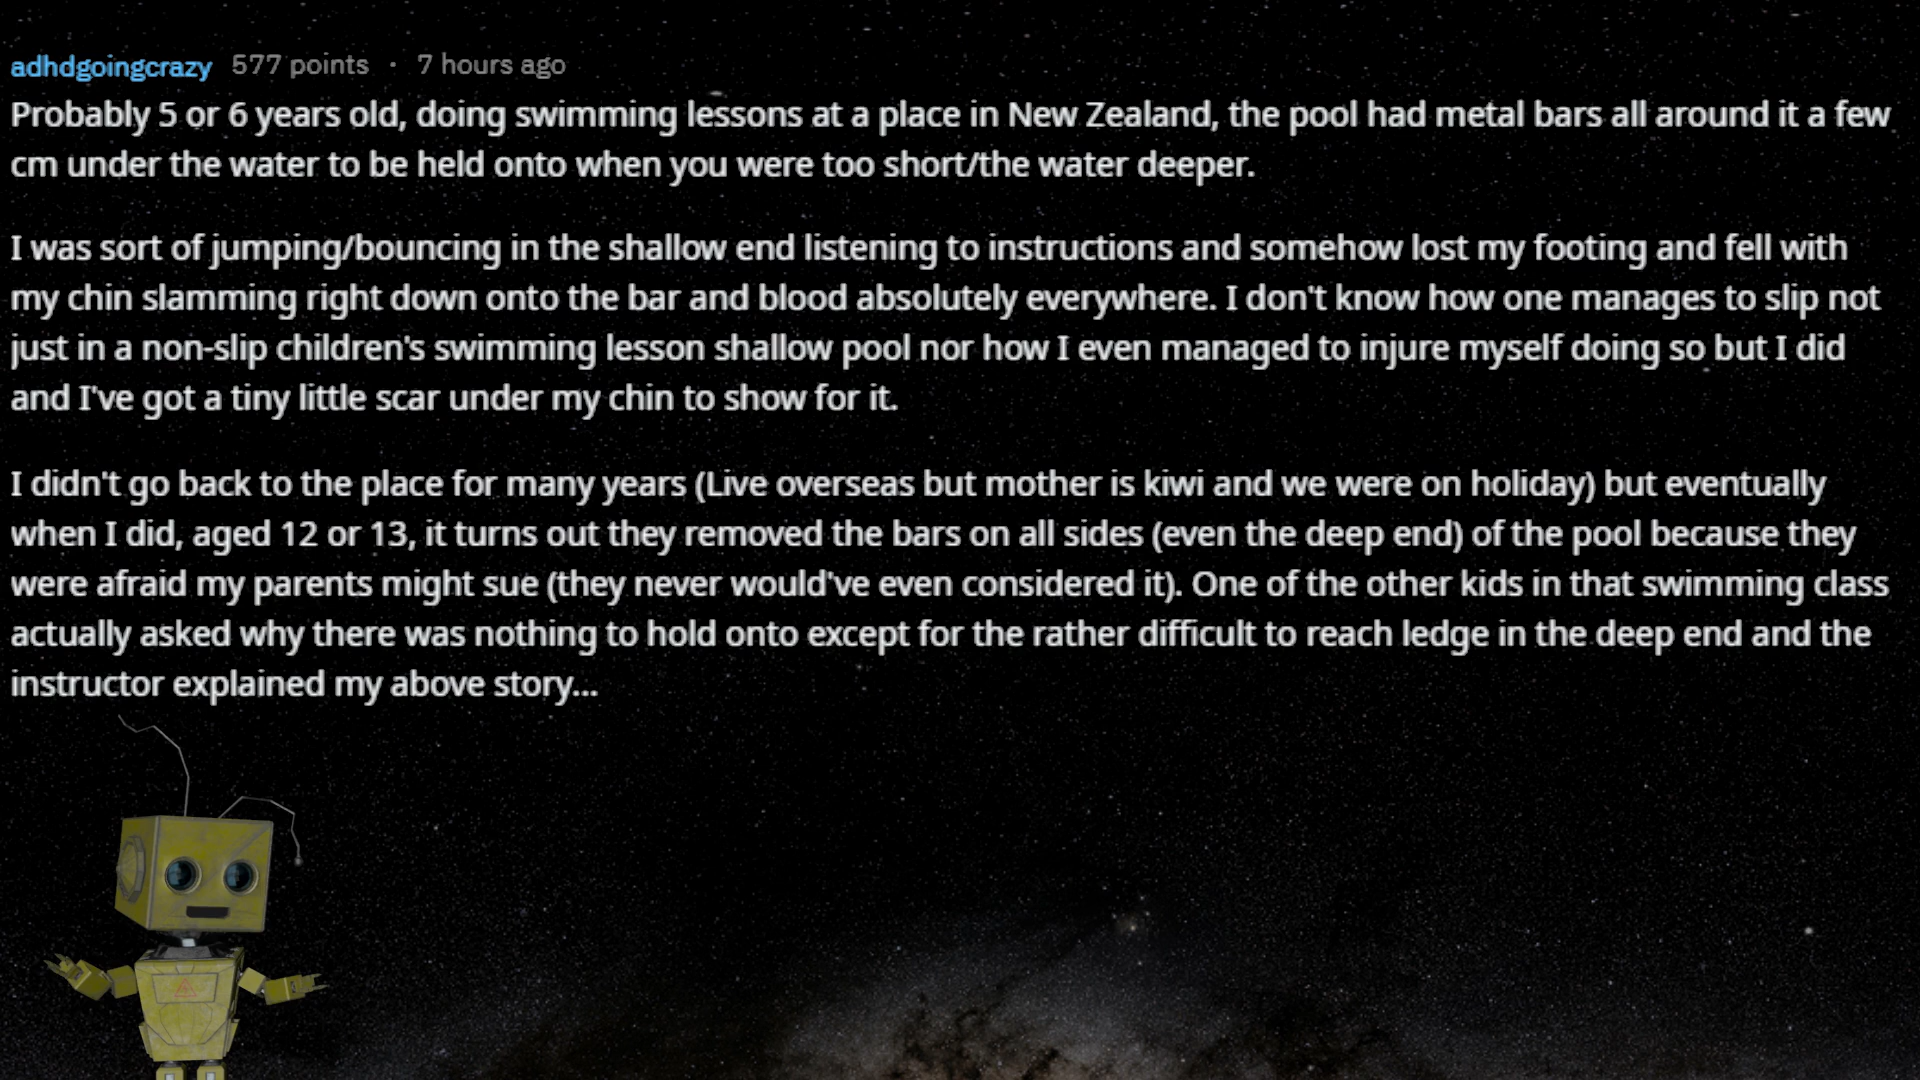 adhdgoingcrazy 577 points · 7 hours ago
Probably 5 or 6 years old, doing swimming lessons at a place in New Zealand, the pool had metal bars all around it a few
cm under the water to be held onto when you were too short/the water deeper.
I was sort of jumping/bouncing in the shallow end listening to instructions and somehow lost my footing and fell with
my chin slamming right down onto the bar and blood absolutely everywhere. I don't know how one manages to slip not
just in a non-slip children's swimming lesson shallow pool nor how I even managed to injure myself doing so but I did
and I've got a tiny little scar under my chin to show for it.
I didn't go back to the place for many years (Live overseas but mother is kiwi and we were on holiday) but eventually
when I did, aged 12 or 13, it turns out they removed the bars on all sides (even the deep end) of the pool because they
were afraid my parents might sue (they never would've even considered it). One of the other kids in that swimming class
actually asked why there was nothing to hold onto except for the rather difficult to reach ledge in the deep end and the
instructor explained my above story...